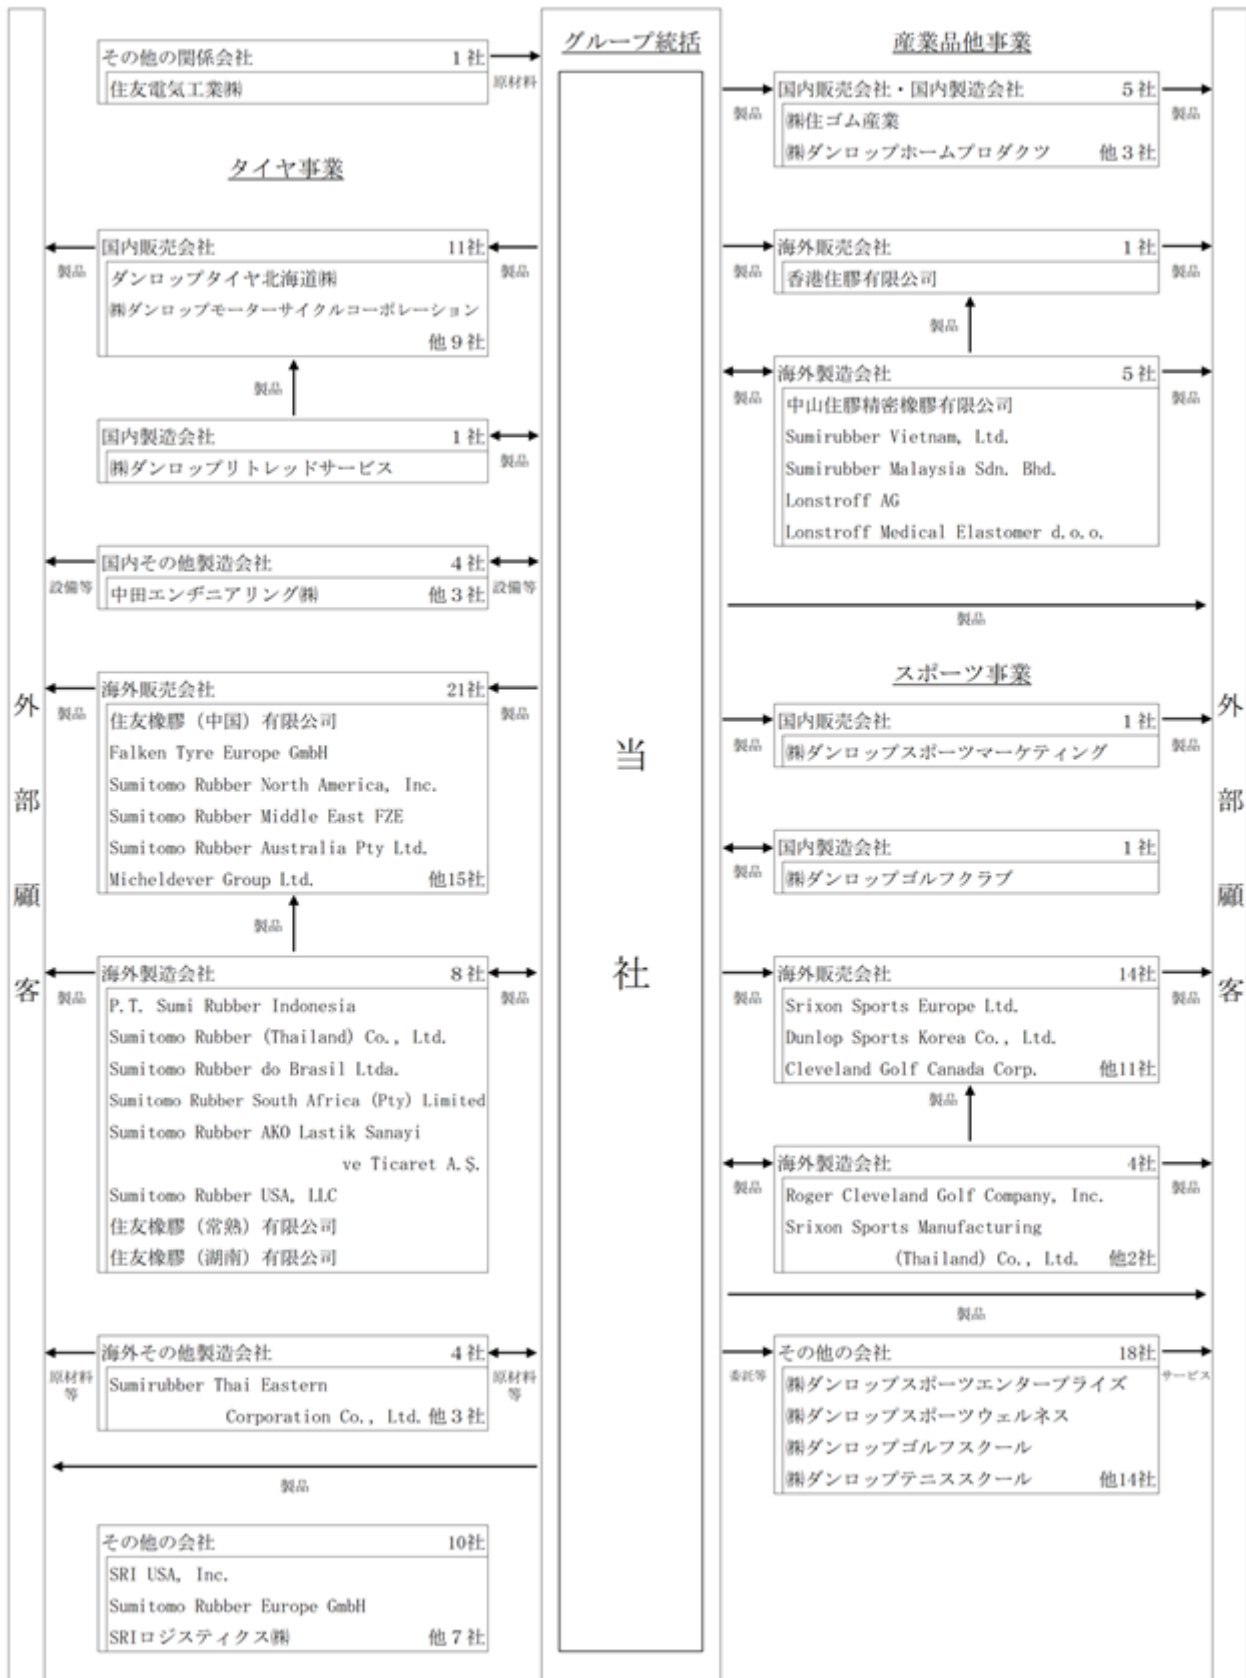 グループ統括
当
社
外
部
顧
客
その他の関係会社 1社
住友電気工業㈱
原材料
タイヤ事業
国内販売会社 11社
ダンロップタイヤ北海道㈱
㈱ダンロップモーターサイクルコーポレーション
他9社
製品
製品
製品
国内製造会社 1社
㈱ダンロップリトレッドサービス
製品
国内その他製造会社 4社
中田エンヂニアリング㈱ 他3社
設備等
設備等
海外販売会社 21社
住友橡膠（中国）有限公司
Falken Tyre Europe GmbH
Sumitomo Rubber North America, Inc.
Sumitomo Rubber Middle East FZE
Sumitomo Rubber Australia Pty Ltd.
Micheldever Group Ltd. 他15社
製品
製品
製品
海外製造会社 8社
P.T. Sumi Rubber Indonesia
Sumitomo Rubber (Thailand) Co., Ltd.
Sumitomo Rubber do Brasil Ltda.
Sumitomo Rubber South Africa (Pty) Limited
Sumitomo Rubber AKO Lastik Sanayi
ve Ticaret A.Ş.
Sumitomo Rubber USA, LLC
住友橡膠（常熟）有限公司
住友橡膠（湖南）有限公司
製品
製品
海外その他製造会社 4社
Sumirubber Thai Eastern
Corporation Co., Ltd. 他3社
原材料
等
原材料
等
製品
その他の会社 10社
SRI USA, Inc.
Sumitomo Rubber Europe GmbH
SRIロジスティクス㈱ 他7社
産業品他事業
国内販売会社・国内製造会社 5社
㈱住ゴム産業
㈱ダンロップホームプロダクツ 他3社
製品
製品
海外販売会社 1社
香港住膠有限公司
製品
製品
製品
海外製造会社 5社
中山住膠精密橡膠有限公司
Sumirubber Vietnam, Ltd.
Sumirubber Malaysia Sdn. Bhd.
Lonstroff AG
Lonstroff Medical Elastomer d.o.o.
製品
製品
製品
スポーツ事業
国内販売会社 1社
㈱ダンロップスポーツマーケティング
製品
製品
国内製造会社 1社
㈱ダンロップゴルフクラブ
製品
海外販売会社 14社
Srixon Sports Europe Ltd.
Dunlop Sports Korea Co., Ltd.
Cleveland Golf Canada Corp. 他11社
製品
製品
製品
海外製造会社 4社
Roger Cleveland Golf Company, Inc.
Srixon Sports Manufacturing
(Thailand) Co., Ltd. 他2社
製品
製品
製品
その他の会社 18社
㈱ダンロップスポーツエンタープライズ
㈱ダンロップスポーツウェルネス
㈱ダンロップゴルフスクール
㈱ダンロップテニススクール 他14社
委託等
サービス
外
部
顧
客